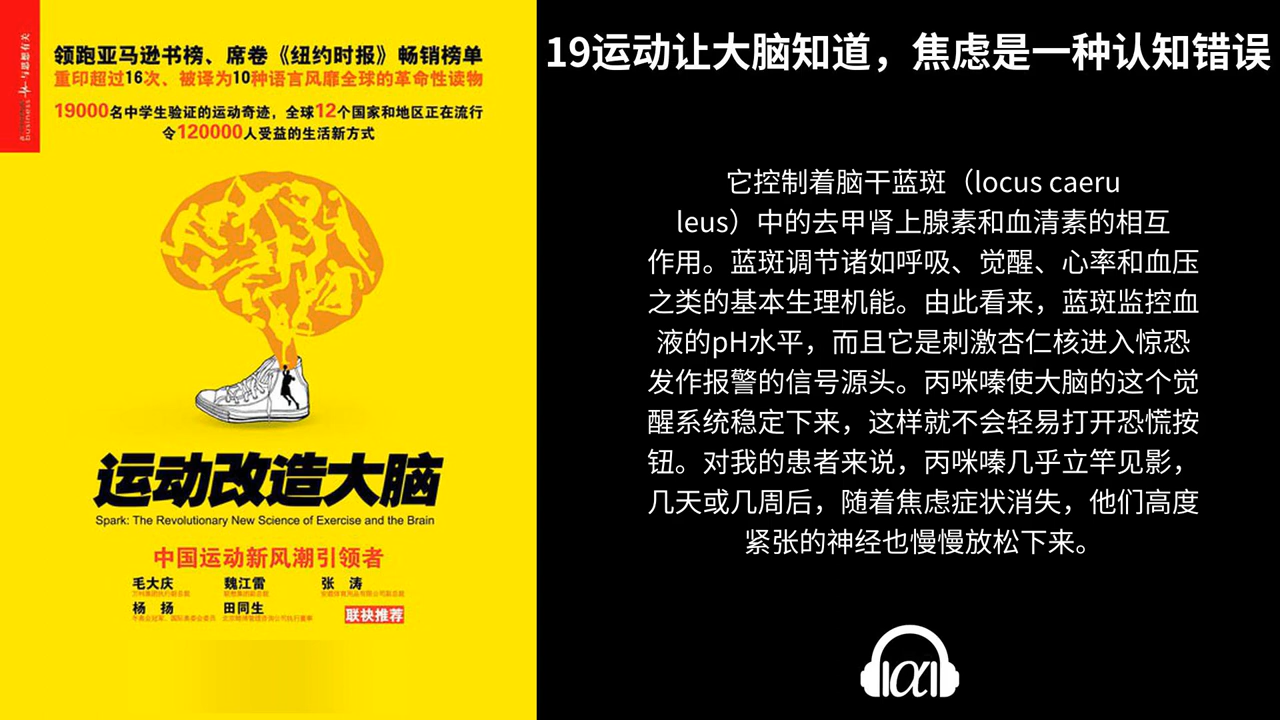 与思想有关
business
领跑亚马逊书榜、席卷《纽约时报》畅销榜单
重印超过16次、被译为10种语言风靡全球的革命性读物
19000名中学生验证的运动奇迹，全球12个国家和地区正在流行
令120000人受益的生活新方式
运动改造大脑
Spark: The Revolutionary New Science of Exercise and the Brain
中国运动新风潮引领者
毛大庆 魏江雷 张 涛
杨 扬 田同生 联袂推荐
19运动让大脑知道，焦虑是一种认知错误
它控制着脑干蓝斑（locus caeru
leus）中的去甲肾上腺素和血清素的相互
作用。蓝斑调节诸如呼吸、觉醒、心率和血压
之类的基本生理机能。由此看来，蓝斑监控血
液的pH水平，而且它是刺激杏仁核进入惊恐
发作报警的信号源头。丙咪嗪使大脑的这个觉
醒系统稳定下来，这样就不会轻易打开恐慌按
钮。对我的患者来说，丙咪嗪几乎立竿见影，
几天或几周后，随着焦虑症状消失，他们高度
紧张的神经也慢慢放松下来。